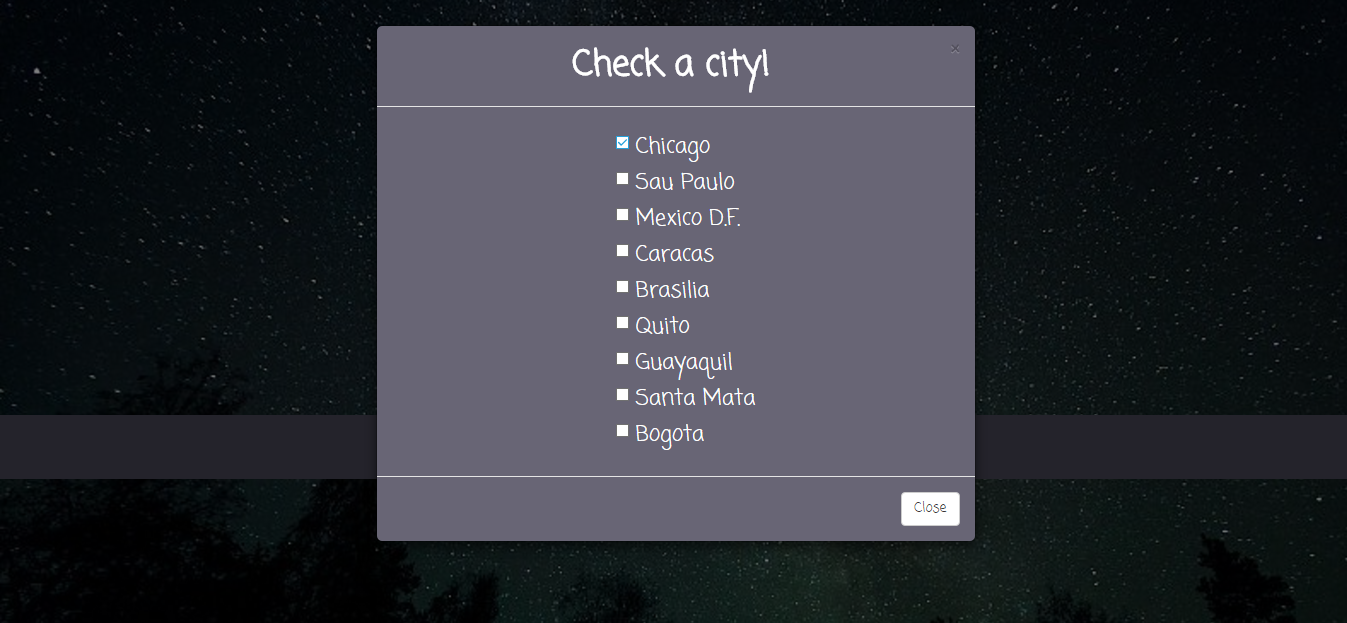 Check a city!
×
Chicago
Sau Paulo
Mexico D.F.
Caracas
Brasilia
Quito
Guayaquil
Santa Mata
Bogota
Close